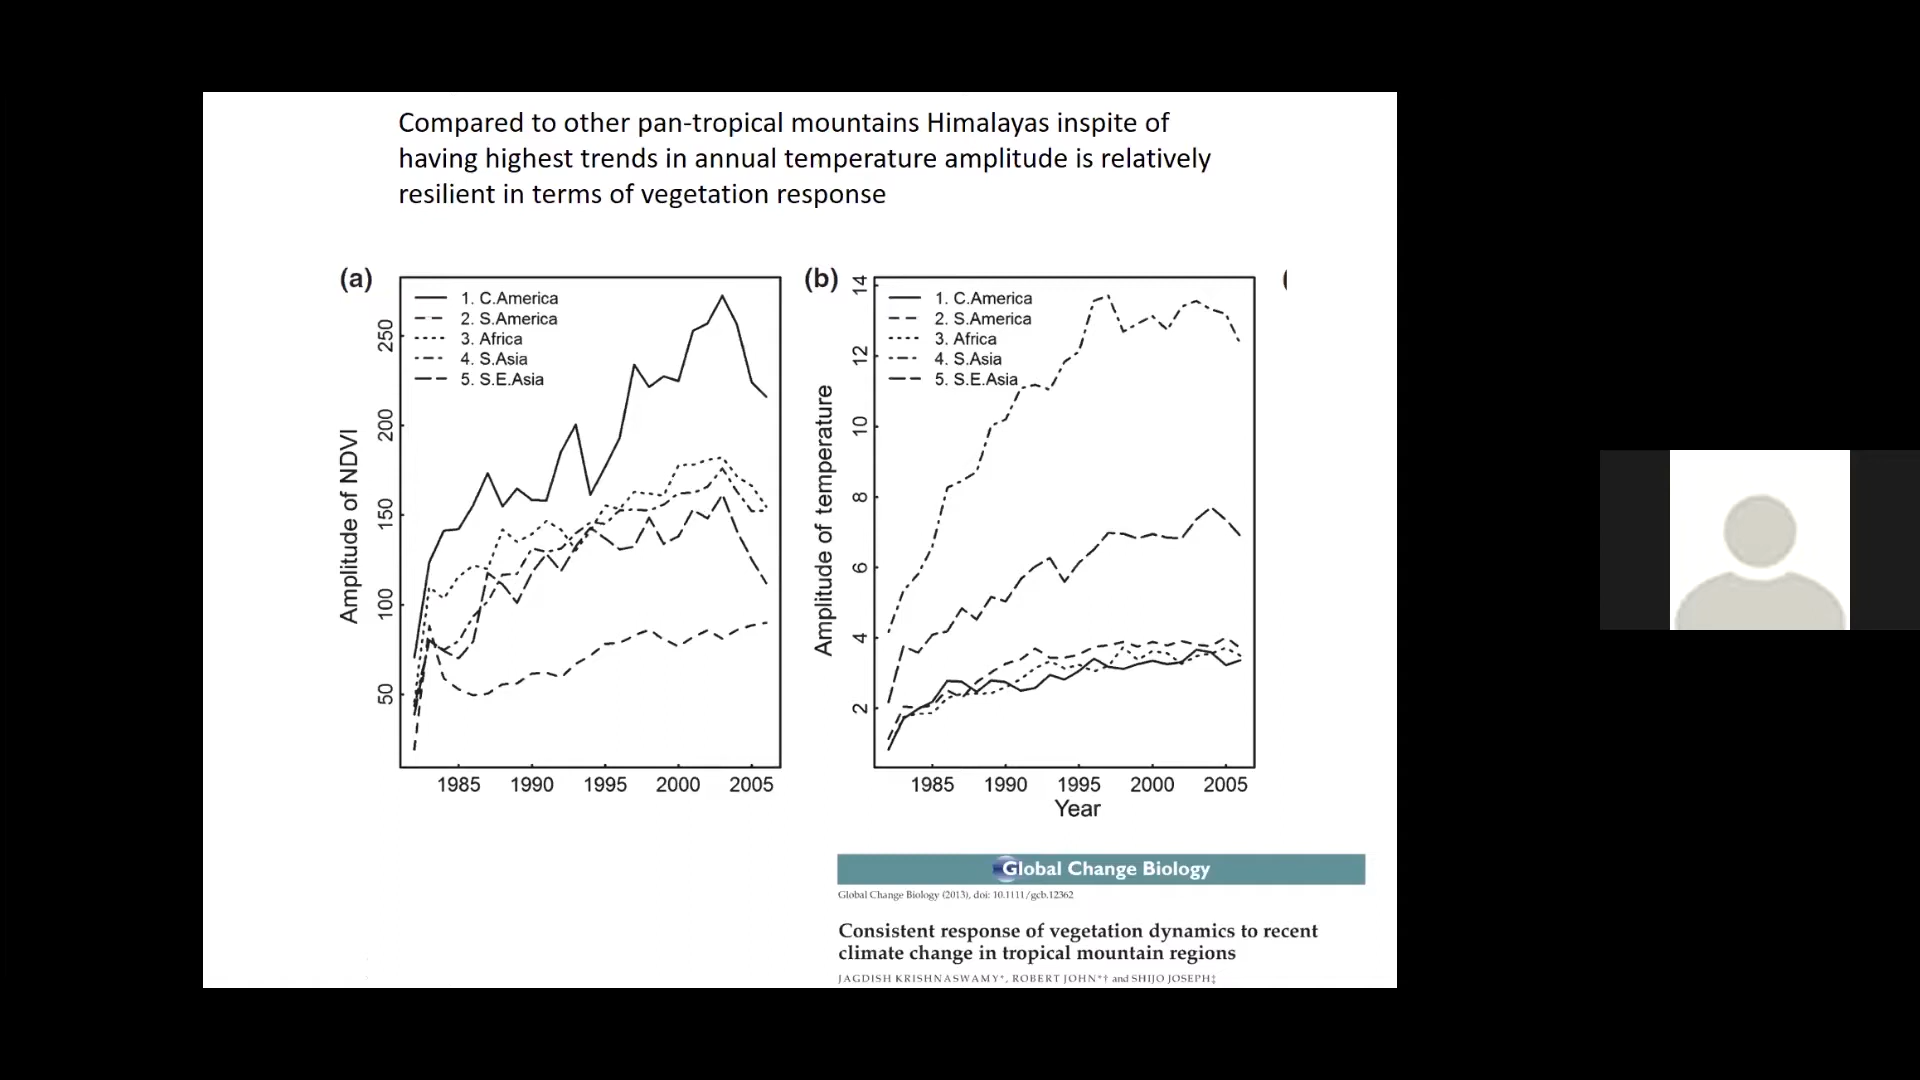 Compared to other pan-tropical mountains Himalayas inspite of
having highest trends in annual temperature amplitude is relatively
resilient in terms of vegetation response
(a)
1. C.America
2. S.America
3. Africa
4. S.Asia
5. S.E.Asia
Amplitude of NDVI
250
200
150
100
50
1985 1990 1995 2000 2005
(b)
1. C.America
2. S.America
3. Africa
4. S.Asia
5. S.E.Asia
Amplitude of temperature
14
12
10
8
6
4
2
1985 1990 1995 2000 2005
Year
(
Global Change Biology
Global Change Biology (2013), doi: 10.1111/gcb.12362
Consistent response of vegetation dynamics to recent
climate change in tropical mountain regions
JAGDISH KRISHNASWAMY*, ROBERT JOHN*† and SHIJO JOSEPH‡